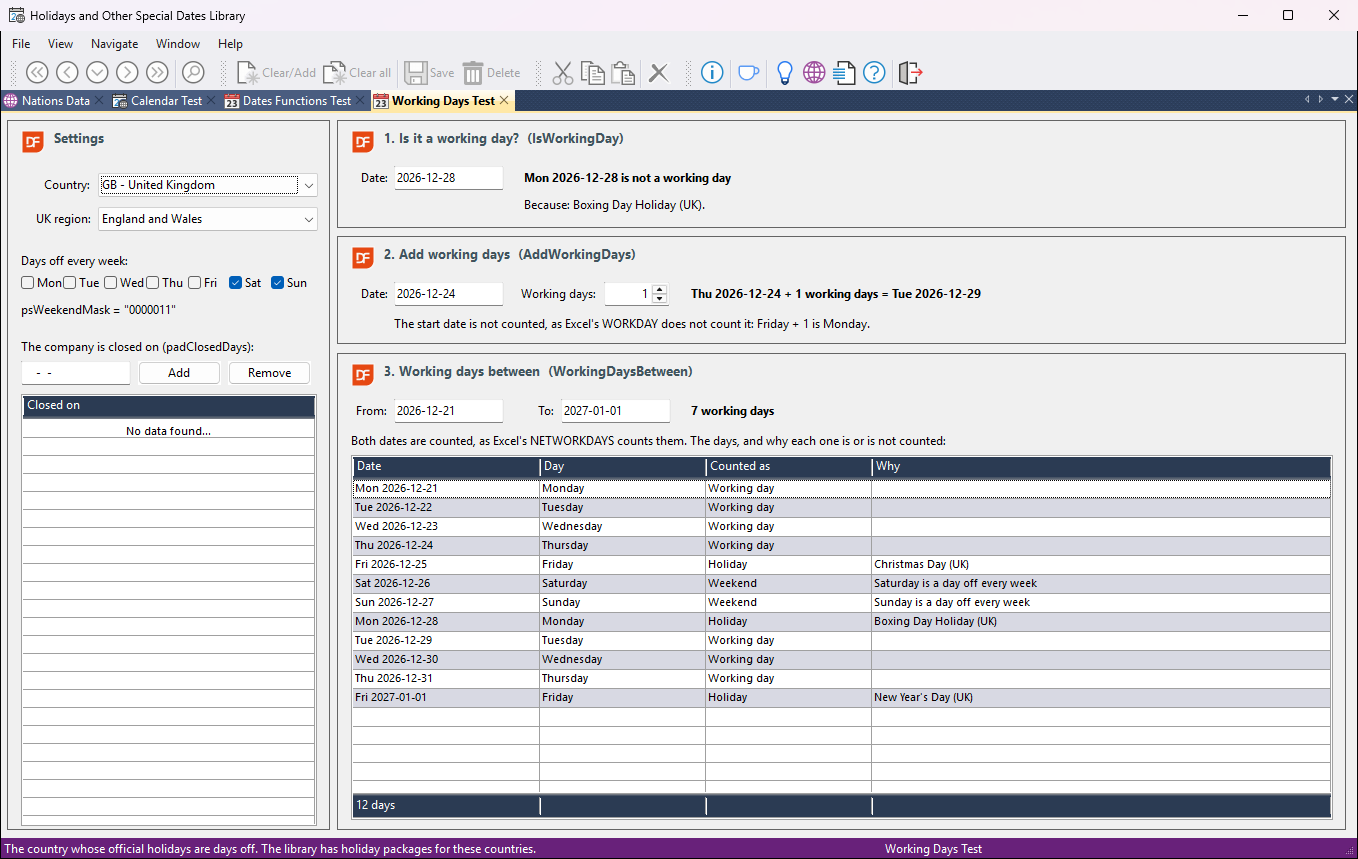 Holidays and Other Special Dates Library
File View Navigate Window Help
Clear/Add Clear all Save Delete
Nations Data Calendar Test 23 Dates Functions Test 23 Working Days Test
DF Settings
Country: GB - United Kingdom
UK region: England and Wales
Days off every week:
Mon Tue Wed Thu Fri Sat Sun
psWeekendMask = "0000011"
The company is closed on (padClosedDays):
- - Add Remove
Closed on
No data found...
DF 1. Is it a working day? (IsWorkingDay)
Date: 2026-12-28 Mon 2026-12-28 is not a working day
Because: Boxing Day Holiday (UK).
DF 2. Add working days (AddWorkingDays)
Date: 2026-12-24 Working days: 1 Thu 2026-12-24 + 1 working days = Tue 2026-12-29
The start date is not counted, as Excel's WORKDAY does not count it: Friday + 1 is Monday.
DF 3. Working days between (WorkingDaysBetween)
From: 2026-12-21 To: 2027-01-01 7 working days
Both dates are counted, as Excel's NETWORKDAYS counts them. The days, and why each one is or is not counted:
Date Day Counted as Why
Mon 2026-12-21 Monday Working day
Tue 2026-12-22 Tuesday Working day
Wed 2026-12-23 Wednesday Working day
Thu 2026-12-24 Thursday Working day
Fri 2026-12-25 Friday Holiday Christmas Day (UK)
Sat 2026-12-26 Saturday Weekend Saturday is a day off every week
Sun 2026-12-27 Sunday Weekend Sunday is a day off every week
Mon 2026-12-28 Monday Holiday Boxing Day Holiday (UK)
Tue 2026-12-29 Tuesday Working day
Wed 2026-12-30 Wednesday Working day
Thu 2026-12-31 Thursday Working day
Fri 2027-01-01 Friday Holiday New Year's Day (UK)
12 days
The country whose official holidays are days off. The library has holiday packages for these countries. Working Days Test